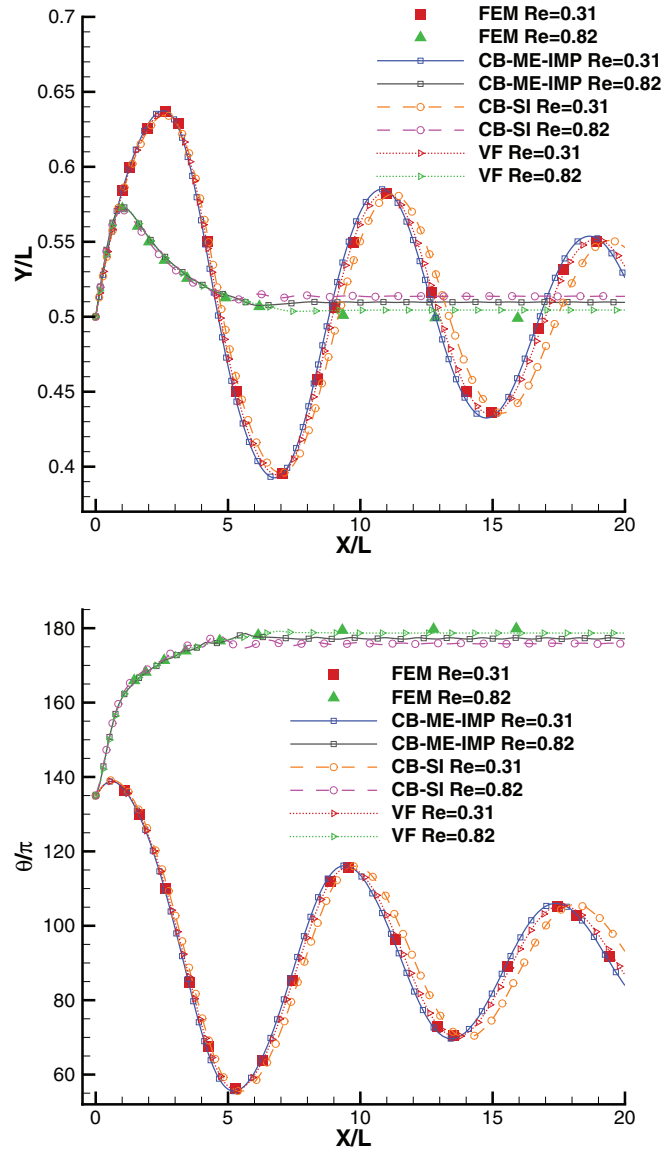 0.7
0.6
0.55
0.5
0.45
0.4
Y/L
0
5
10
15
20
X/L
FEM Re=0.31
FEM Re=0.82
CB-ME-IMP Re=0.31
CB-ME-IMP Re=0.82
CB-SI Re=0.31
CB-SI Re=0.82
VF Re=0.31
VF Re=0.82
180
160
140
120
100
80
60
θ/π
0
5
10
15
20
X/L
FEM Re=0.31
FEM Re=0.82
CB-ME-IMP Re=0.31
CB-ME-IMP Re=0.82
CB-SI Re=0.31
CB-SI Re=0.82
VF Re=0.31
VF Re=0.82